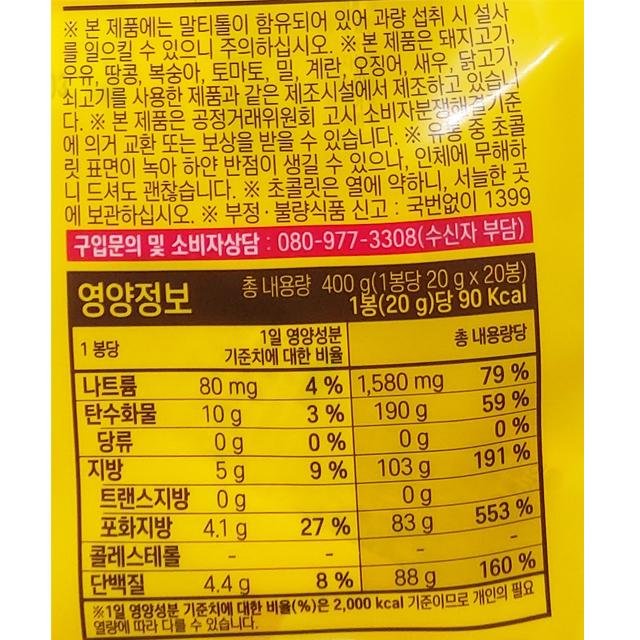 ※ 본 제품에는 말티톨이 함유되어 있어 과량 섭취 시 설사
를 일으킬 수 있으니 주의하십시오. ※ 본 제품은 돼지고기,
우유, 땅콩, 복숭아, 토마토, 밀, 계란, 오징어, 새우, 닭고기,
쇠고기를 사용한 제품과 같은 제조시설에서 제조하고 있습니
다. ※ 본 제품은 공정거래위원회 고시 소비자분쟁해결기준
에 의거 교환 또는 보상을 받을 수 있습니다. ※ 유통 중 초콜
릿 표면이 녹아 하얀 반점이 생길 수 있으나, 인체에 무해하
니 드셔도 괜찮습니다. ※ 초콜릿은 열에 약하니, 서늘한 곳
에 보관하십시오. ※ 부정·불량식품 신고 : 국번없이 1399
구입문의 및 소비자상담 : 080-977-3308(수신자 부담)
영양정보 총 내용량 400 g(1봉당 20 g x 20봉)
1봉(20 g)당 90 Kcal
1 봉당 1일 영양성분 기준치에 대한 비율 총 내용량당
나트륨 80 mg 4 % 1,580 mg 79 %
탄수화물 10 g 3 % 190 g 59 %
당류 0 g 0 % 0 g 0 %
지방 5 g 9 % 103 g 191 %
트랜스지방 0 g 0 g
포화지방 4.1 g 27 % 83 g 553 %
콜레스테롤 - - - -
단백질 4.4 g 8 % 88 g 160 %
※1일 영양성분 기준치에 대한 비율(%)은 2,000 kcal 기준이므로 개인의 필요
열량에 따라 다를 수 있습니다.